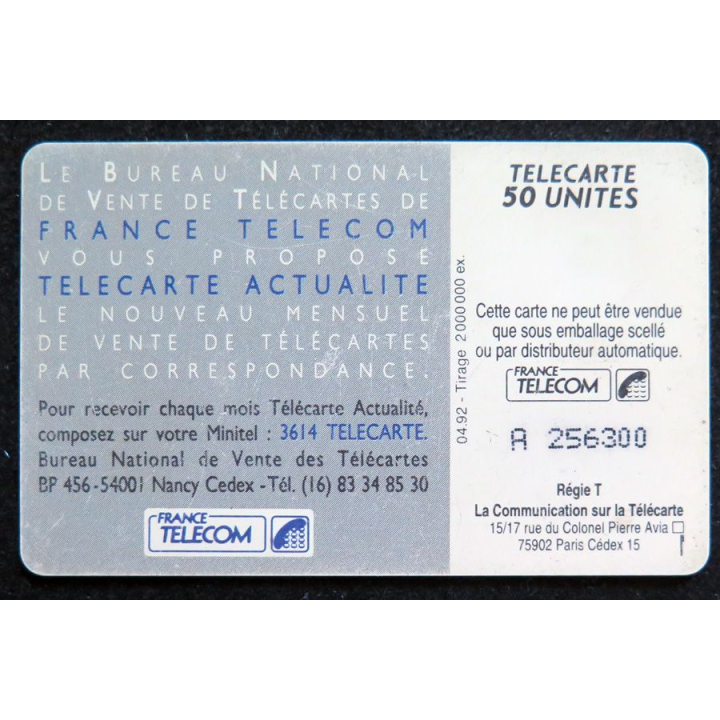 LE BUREAU NATIONAL
DE VENTE DE TÉLÉCARTES DE
FRANCE TELECOM
VOUS PROPOSE
TELECARTE ACTUALITE
LE NOUVEAU MENSUEL
DE VENTE DE TÉLÉCARTES
PAR CORRESPONDANCE.
Pour recevoir chaque mois Télécarte Actualité,
composez sur votre Minitel : 3614 TELECARTE.
Bureau National de Vente des Télécartes
BP 456-54001 Nancy Cedex - Tél. (16) 83 34 85 30
FRANCE
TELECOM
04.92 - Tirage 2 000 000 ex.
TELECARTE
50 UNITES
Cette carte ne peut être vendue
que sous emballage scellé
ou par distributeur automatique.
FRANCE
TELECOM
A 256300
Régie T
La Communication sur la Télécarte
15/17 rue du Colonel Pierre Avia
75902 Paris Cédex 15